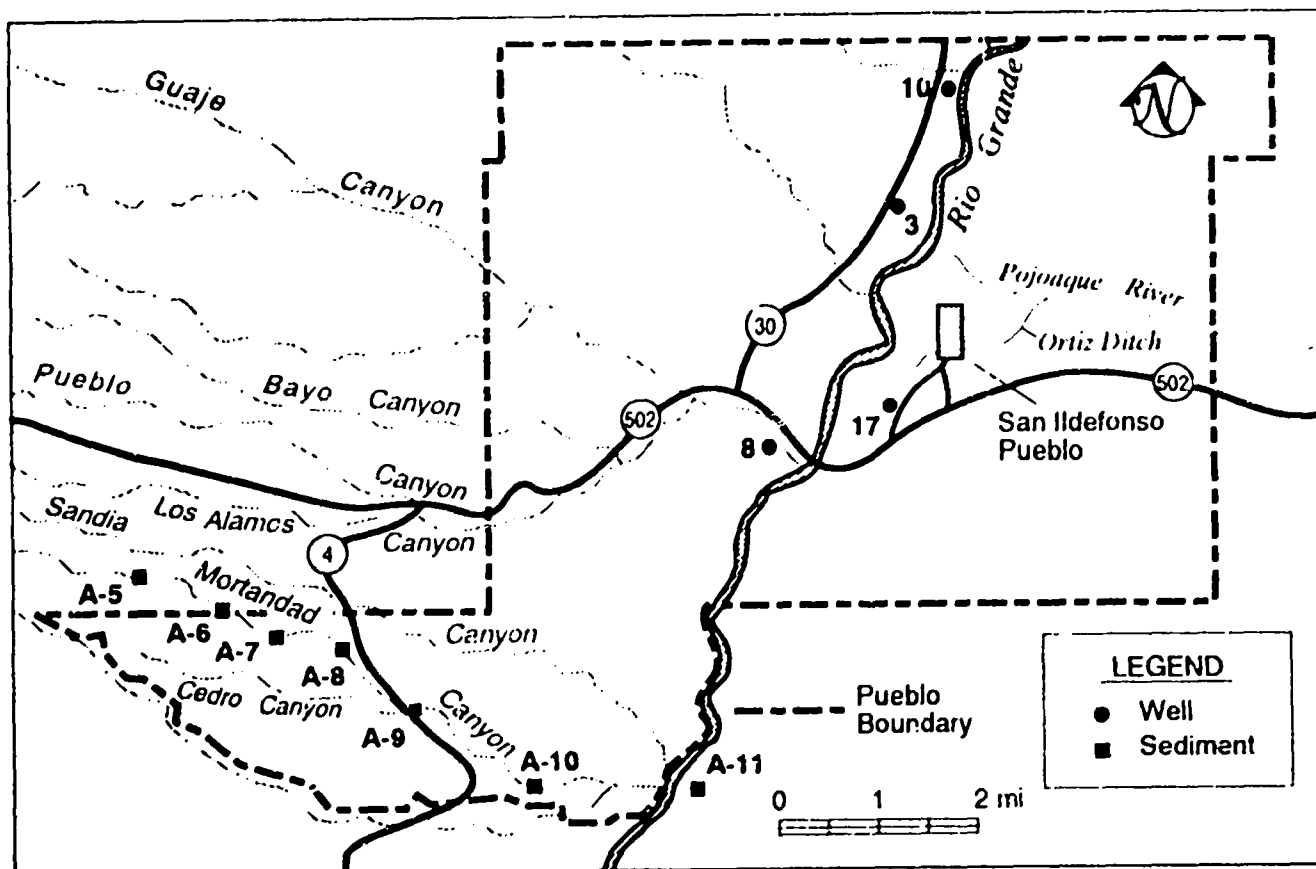 Guaje
Canyon
10
N
Rio Grande
3
Pojoaque River
30
Ortiz Ditch
Pueblo
Bayo Canyon
502
502
17
San Ildefonso
Pueblo
8
Canyon
Sandia
Los Alamos
Canyon
4
A-5
Mortandad
A-6
A-7
Canyon
A-8
Cedro Canyon
Canyon
A-9
A-10
A-11
Pueblo
Boundary
0 1 2 mi
LEGEND
Well
Sediment